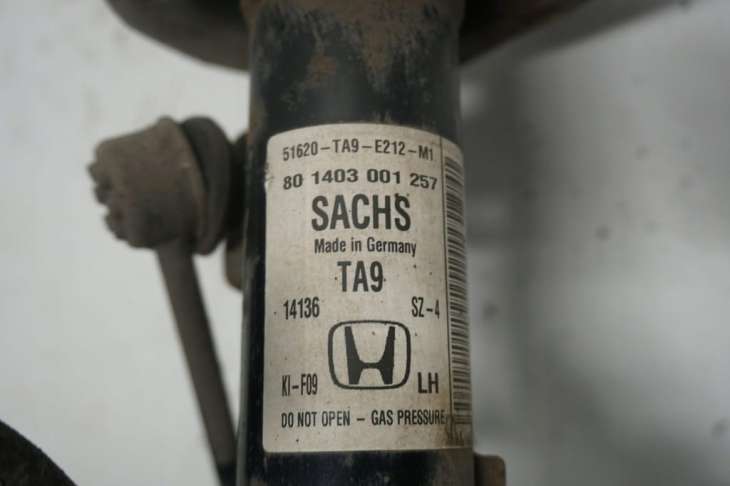 51620-TA9-E212-M1
80 1403 001 257
SACHS
Made in Germany
TA9
14136 SZ-4
KI-F09 LH
DO NOT OPEN - GAS PRESSURE